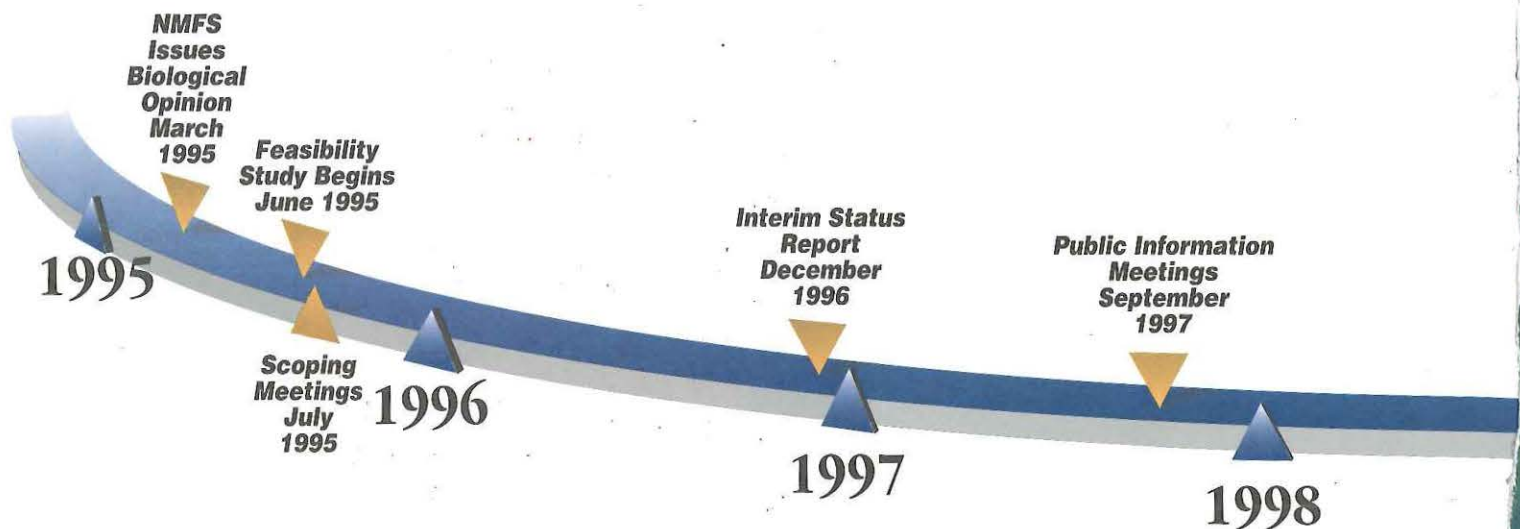 NMFS
Issues
Biological
Opinion
March
1995
Feasibility
Study Begins
June 1995
Interim Status
Report
December
1996
Public Information
Meetings
September
1997
1995
Scoping
Meetings
July
1995
1996
1997
1998